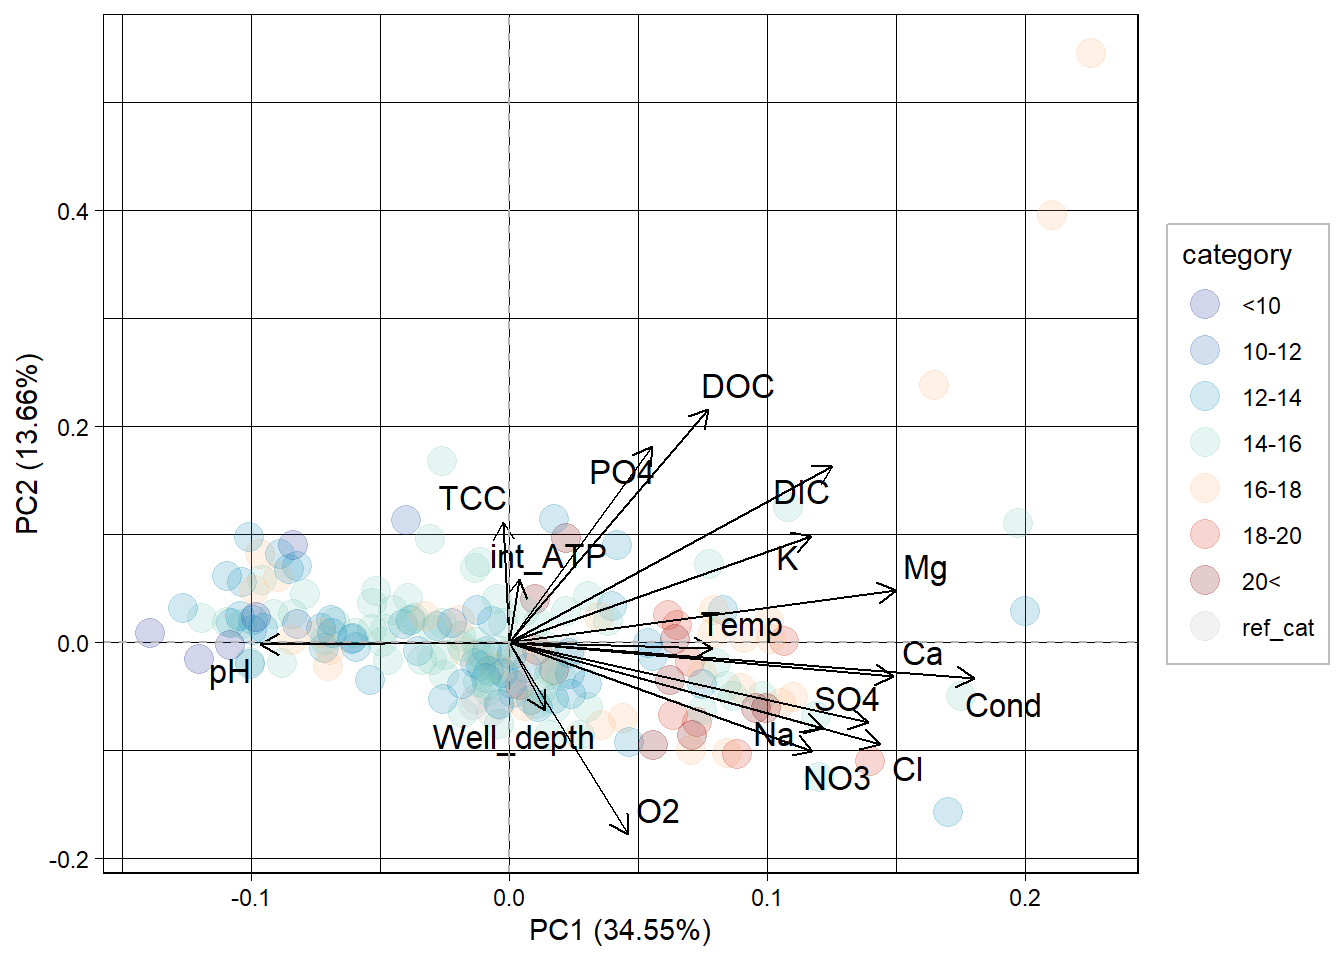 0.4
0.2
0.0
-0.2
PC2 (13.66%)
DOC
PO4
DIC
TCC
int_ATP
K
Mg
Temp
Ca
pH
SO4
Cond
Well_depth
Na
NO3
Cl
O2
-0.1
0.0
0.1
0.2
PC1 (34.55%)
category
<10
10-12
12-14
14-16
16-18
18-20
20<
ref_cat